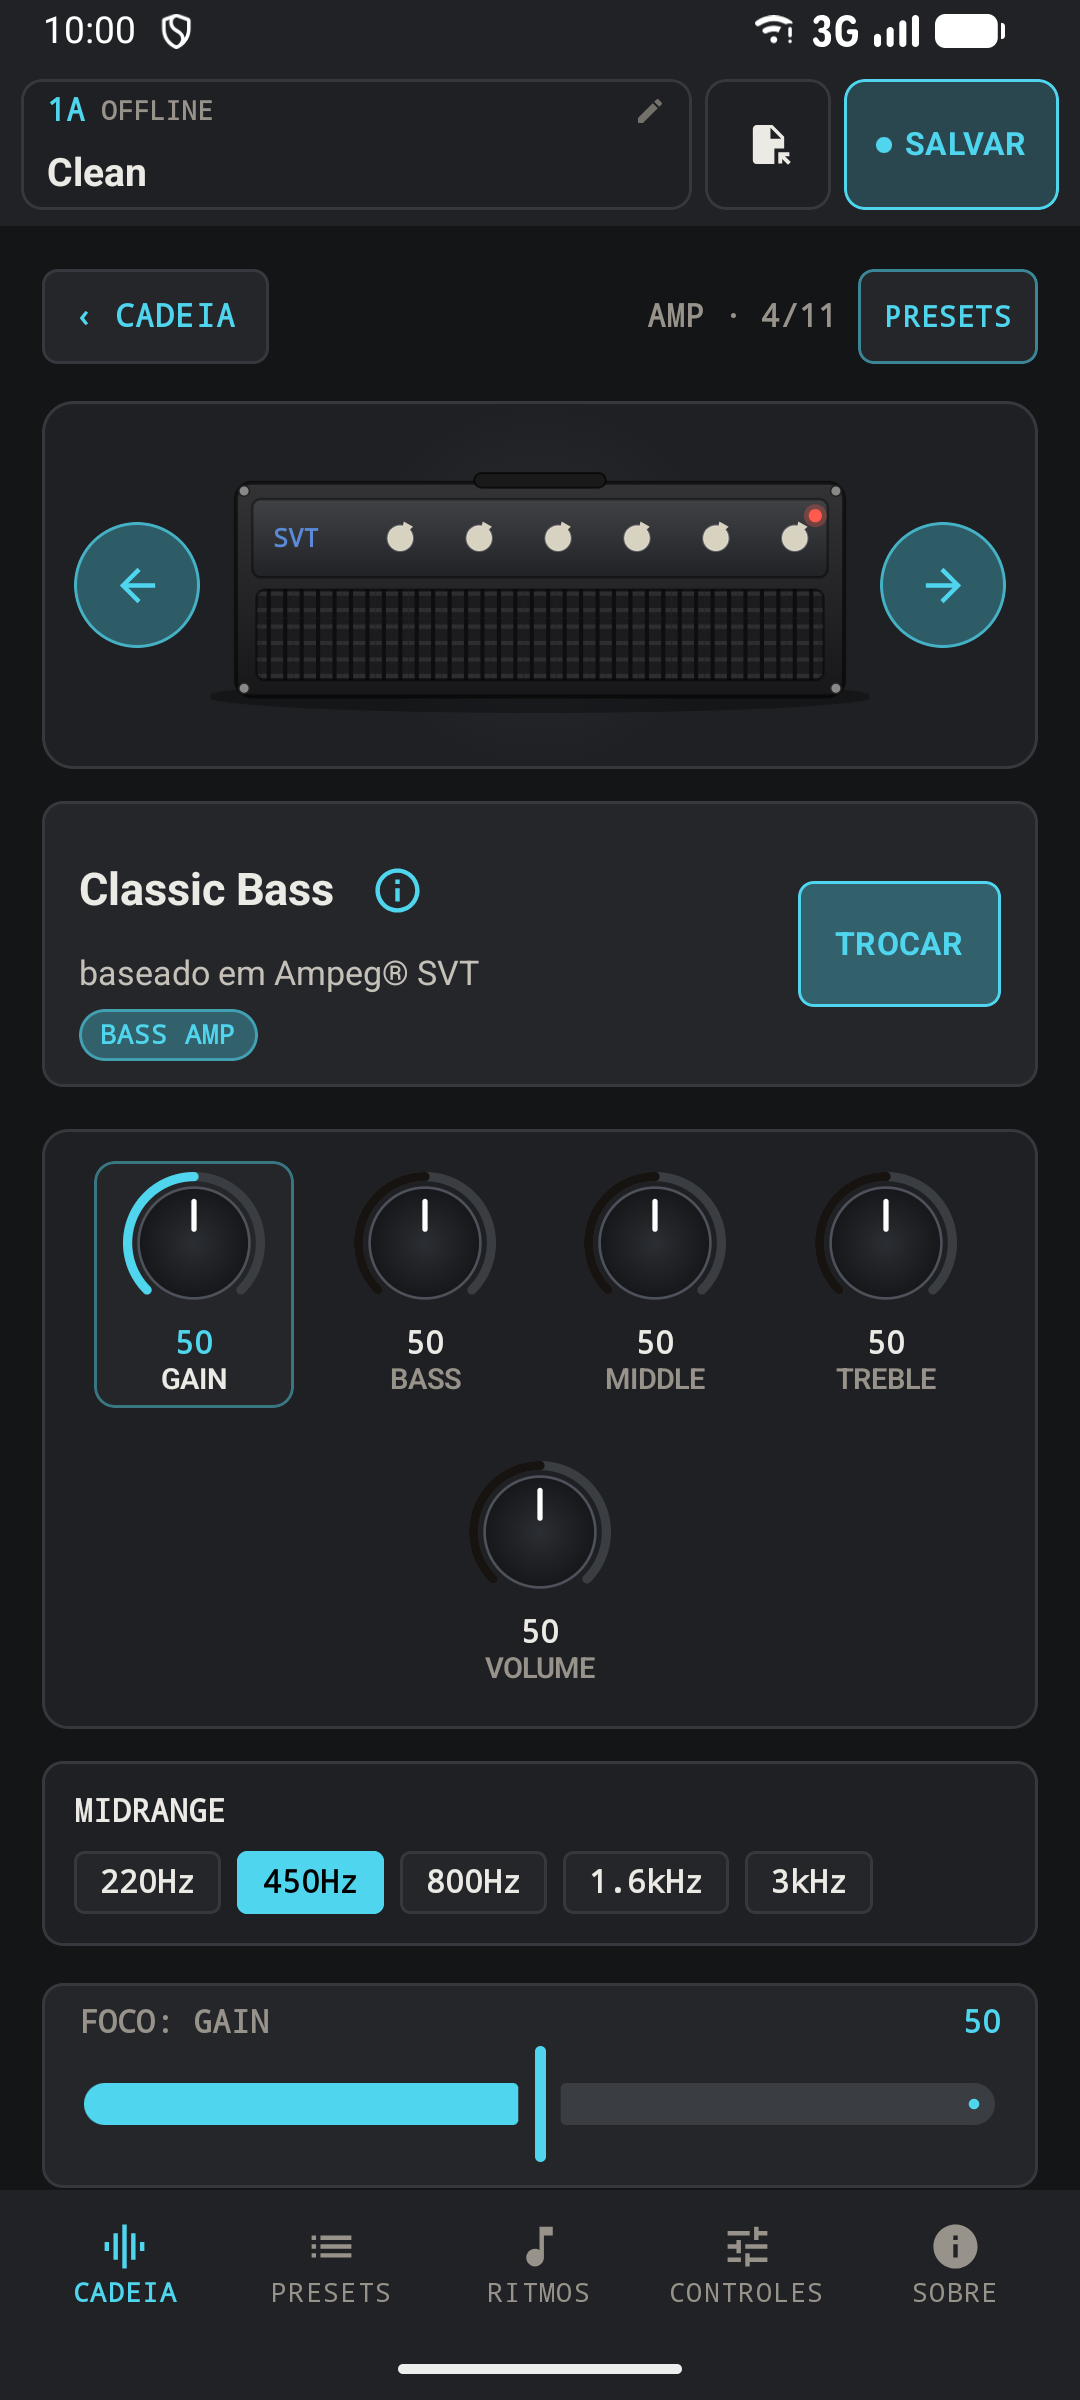 10:00
3G
1A OFFLINE
Clean
SALVAR
‹ CADEIA
AMP · 4/11
PRESETS
SVT
Classic Bass
baseado em Ampeg® SVT
BASS AMP
TROCAR
50 50 50 50
GAIN BASS MIDDLE TREBLE
50
VOLUME
MIDRANGE
220Hz 450Hz 800Hz 1.6kHz 3kHz
FOCO: GAIN 50
CADEIA PRESETS RITMOS CONTROLES SOBRE